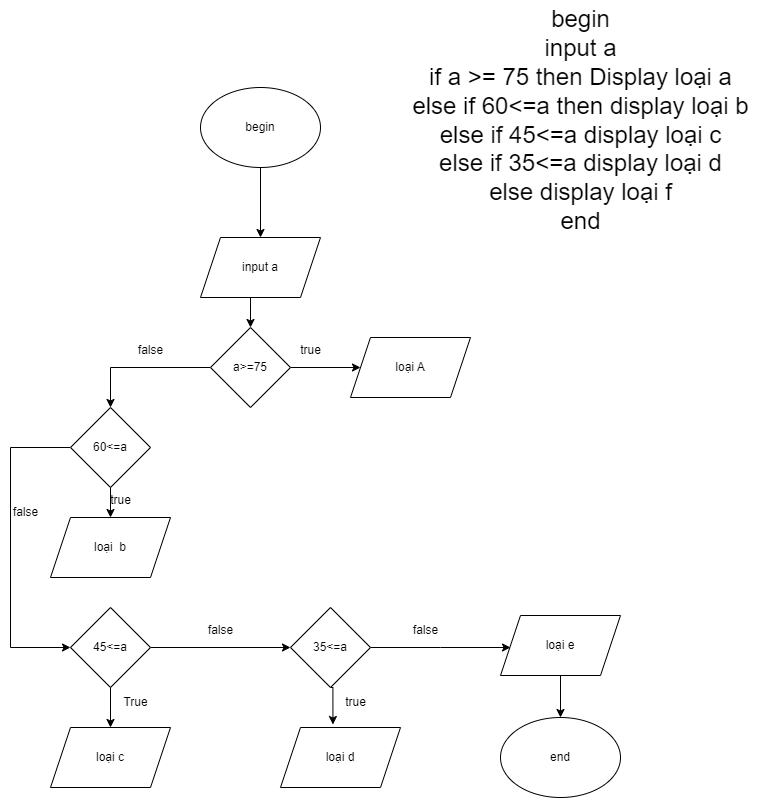 begin
input a
if a >= 75 then Display loại a
else if 60<=a then display loại b
else if 45<=a display loại c
else if 35<=a display loại d
else display loại f
end
begin
input a
false
true
a>=75
loại A
60<=a
true
false
loại b
45<=a
false
35<=a
false
loại e
True
true
loại c
loại d
end